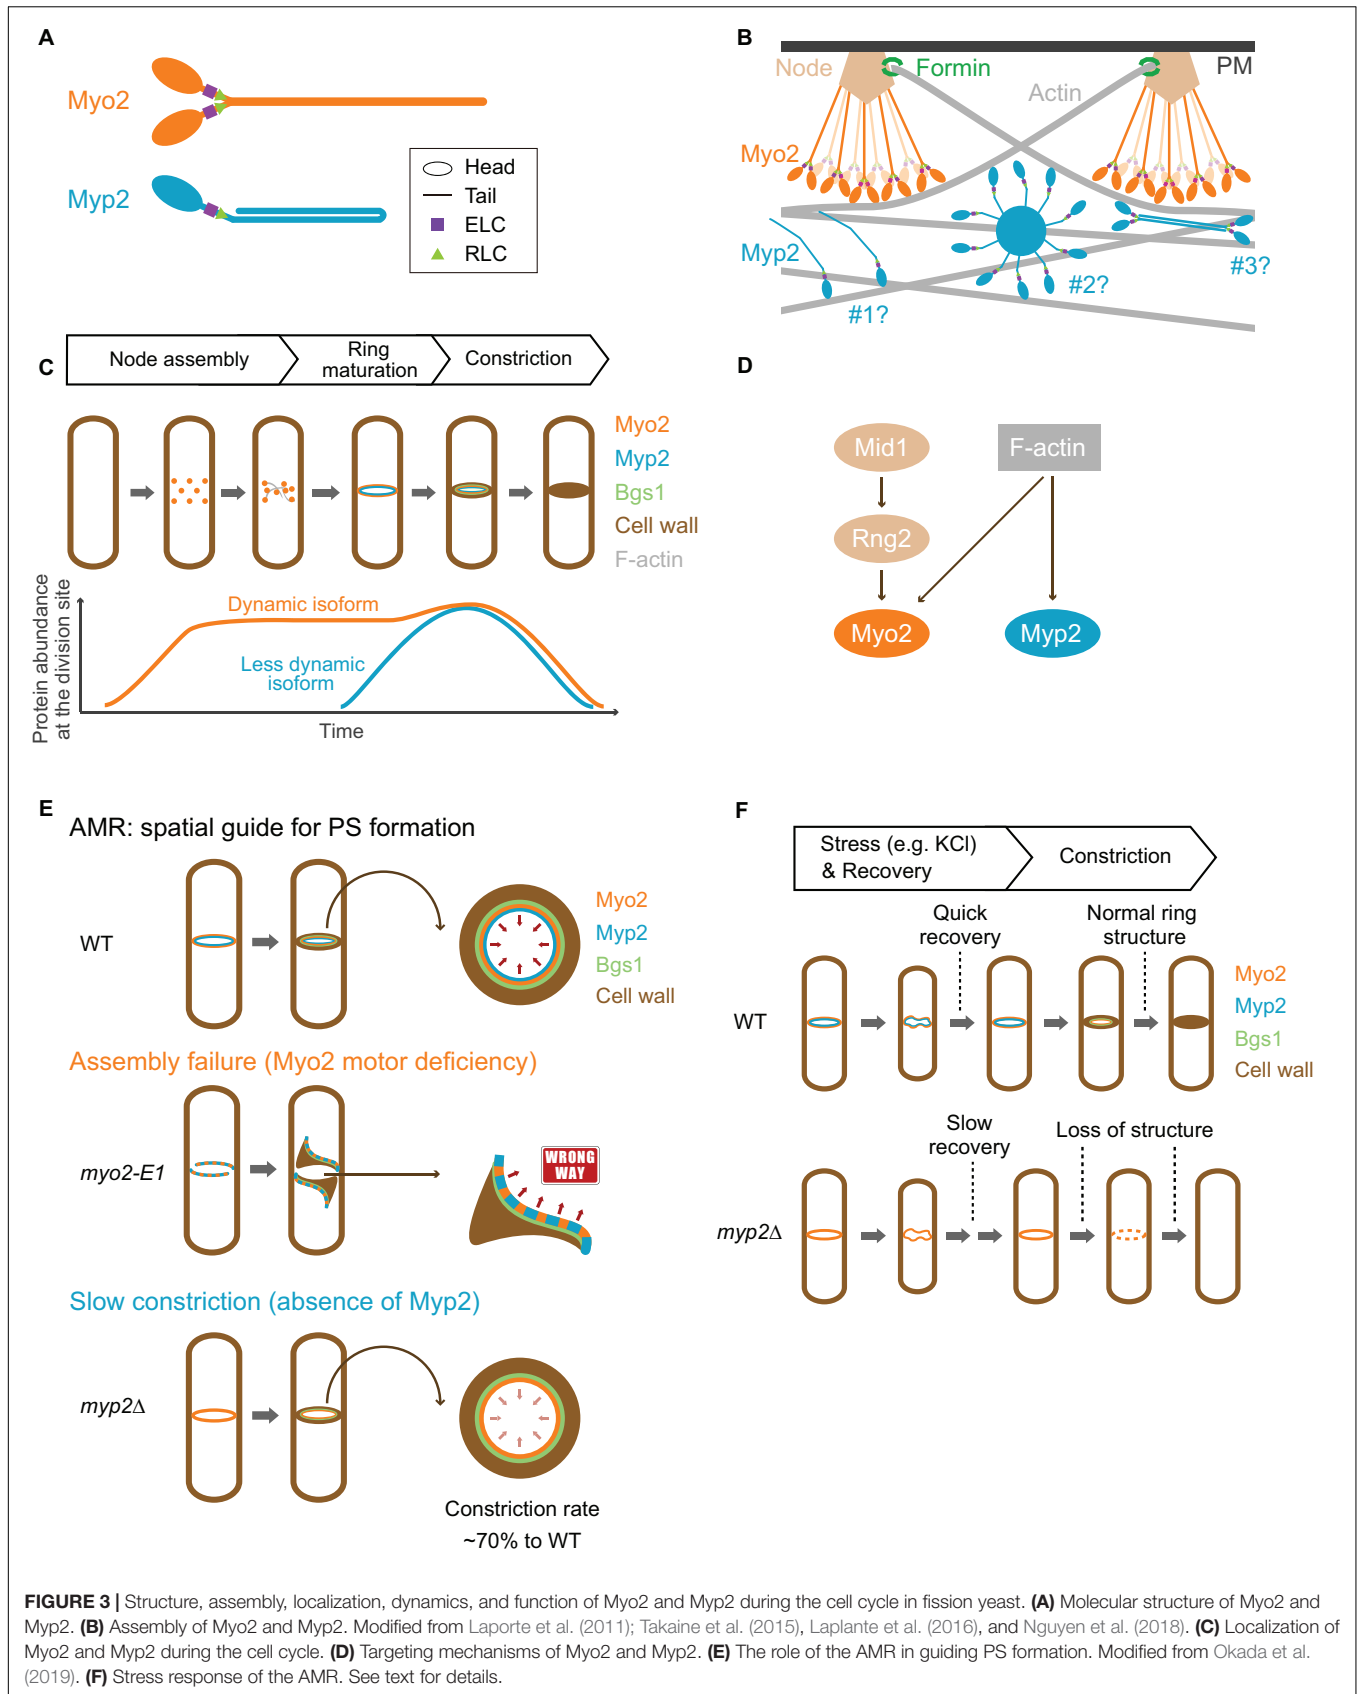 A
Myo2
Myp2
Head
Tail
ELC
RLC
B
Node
Formin
PM
Actin
Myo2
Myp2
#1?
#2?
#3?
C
Node assembly
Ring
maturation
Constriction
Myo2
Myp2
Bgs1
Cell wall
F-actin
Protein abundance
at the division site
Dynamic isoform
Less dynamic
isoform
Time
D
Mid1
F-actin
Rng2
Myo2
Myp2
E
AMR: spatial guide for PS formation
WT
Myo2
Myp2
Bgs1
Cell wall
Assembly failure (Myo2 motor deficiency)
myo2-E1
WRONG
WAY
Slow constriction (absence of Myp2)
myp2Δ
Constriction rate
~70% to WT
F
Stress (e.g. KCl)
& Recovery
Constriction
Quick
recovery
Normal ring
structure
WT
Myo2
Myp2
Bgs1
Cell wall
Slow
recovery
Loss of structure
myp2Δ
FIGURE 3 | Structure, assembly, localization, dynamics, and function of Myo2 and Myp2 during the cell cycle in fission yeast. (A) Molecular structure of Myo2 and
Myp2. (B) Assembly of Myo2 and Myp2. Modified from Laporte et al. (2011); Takaine et al. (2015), Laplante et al. (2016), and Nguyen et al. (2018). (C) Localization of
Myo2 and Myp2 during the cell cycle. (D) Targeting mechanisms of Myo2 and Myp2. (E) The role of the AMR in guiding PS formation. Modified from Okada et al.
(2019). (F) Stress response of the AMR. See text for details.